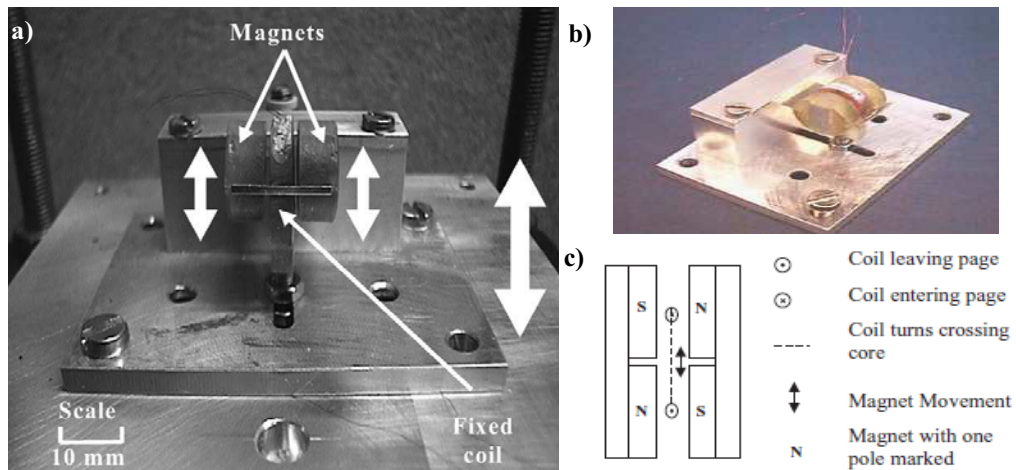 a)
Magnets
Scale
10 mm
Fixed
coil
b)
c)
S
N
N
S
Coil leaving page
Coil entering page
Coil turns crossing
core
Magnet Movement
N
Magnet with one
pole marked